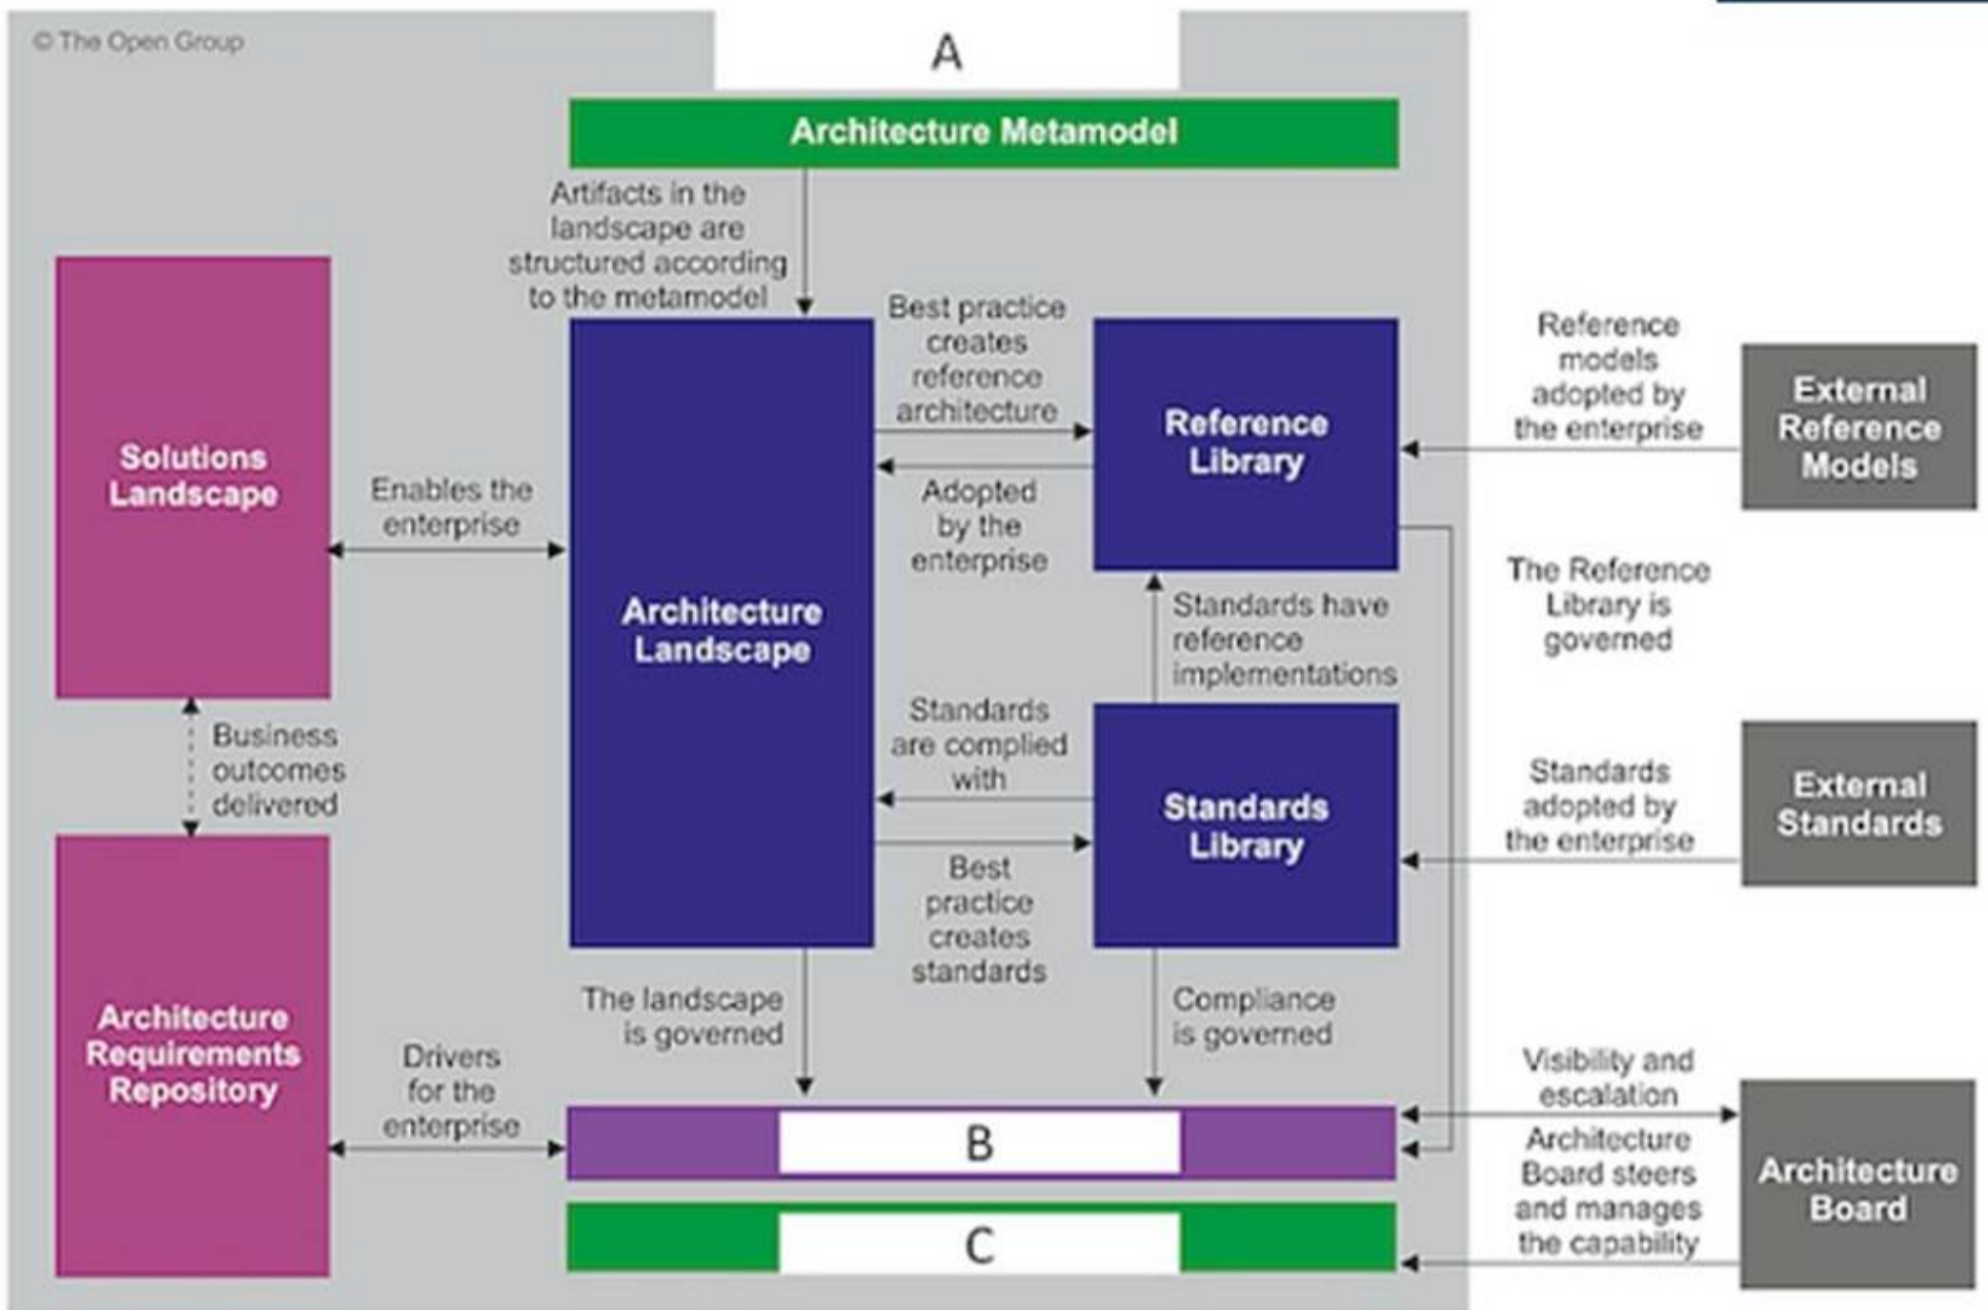 © The Open Group
A
Architecture Metamodel
Artifacts in the
landscape are
structured according
to the metamodel
Solutions
Landscape
Enables the
enterprise
Architecture
Landscape
Best practice
creates
reference
architecture
Adopted
by the
enterprise
Reference
Library
Reference
models
adopted by
the enterprise
External
Reference
Models
The Reference
Library is
governed
Standards have
reference
implementations
Business
outcomes
delivered
Standards
are complied
with
Best
practice
creates
standards
Standards
Library
Standards
adopted by
the enterprise
External
Standards
Architecture
Requirements
Repository
Drivers
for the
enterprise
The landscape
is governed
Compliance
is governed
B
C
Visibility and
escalation
Architecture
Board steers
and manages
the capability
Architecture
Board